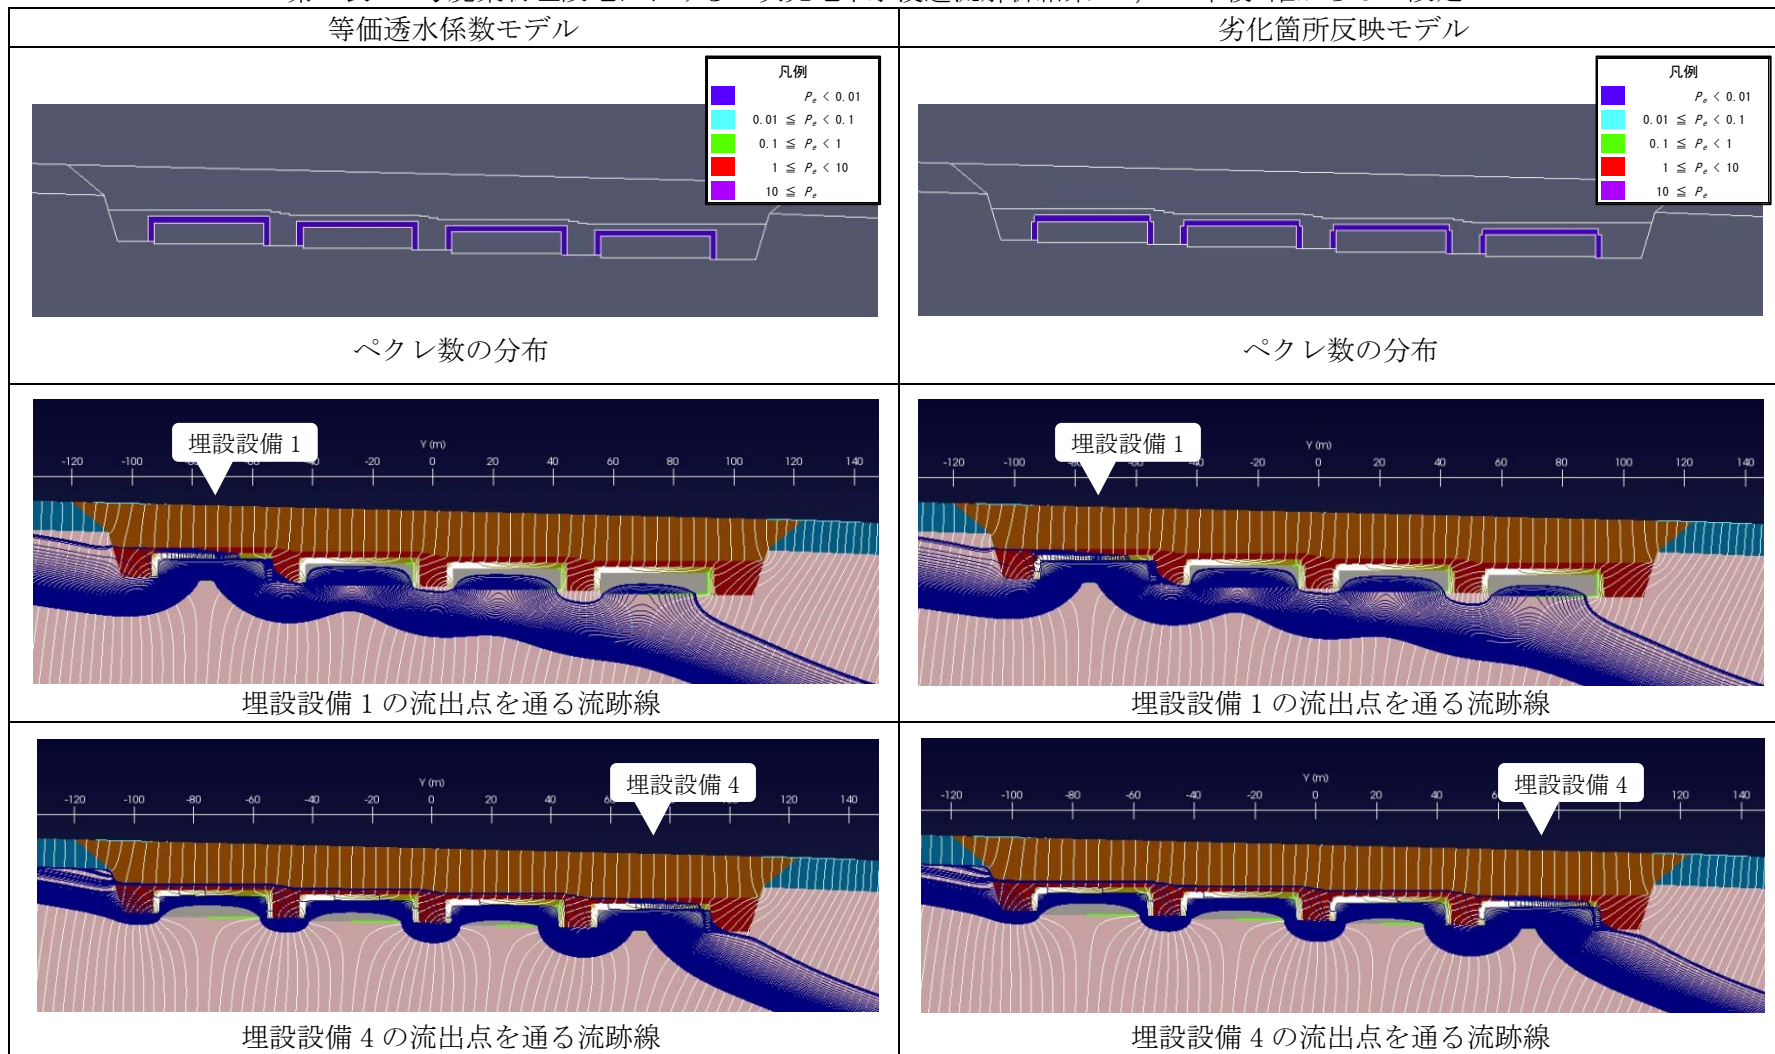 等価透水係数モデル
劣化箇所反映モデル
凡例
Pe < 0.01
0.01 ≦ Pe < 0.1
0.1 ≦ Pe < 1
1 ≦ Pe < 10
10 ≦ Pe
凡例
Pe < 0.01
0.01 ≦ Pe < 0.1
0.1 ≦ Pe < 1
1 ≦ Pe < 10
10 ≦ Pe
ペクレ数の分布
ペクレ数の分布
埋設設備 1
Y (m)
-120 -100 -20 0 20 40 60 80 100 120 140
埋設設備 1
Y (m)
-120 -100 -20 0 20 40 60 80 100 120 140
埋設設備 1 の流出点を通る流跡線
埋設設備 1 の流出点を通る流跡線
埋設設備 4
Y (m)
-120 -100 -80 -60 -40 -20 0 20 40 120 140
埋設設備 4
Y (m)
-120 -100 -80 -60 -40 -20 0 20 40 120 140
埋設設備 4 の流出点を通る流跡線
埋設設備 4 の流出点を通る流跡線